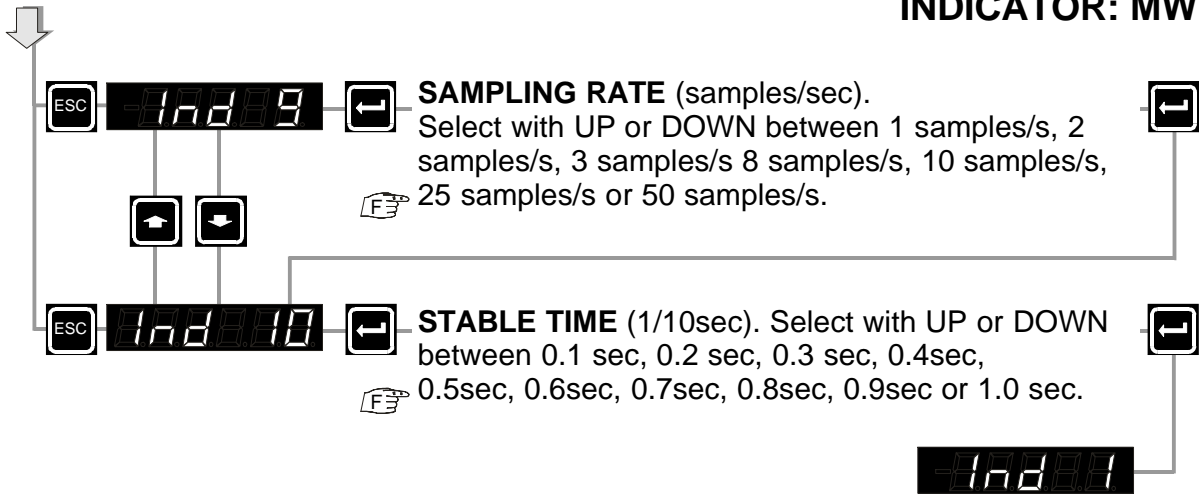 INDICATOR: MW
ESC
Ind 9
SAMPLING RATE (samples/sec).
Select with UP or DOWN between 1 samples/s, 2
samples/s, 3 samples/s 8 samples/s, 10 samples/s,
F 25 samples/s or 50 samples/s.
ESC
Ind 10
STABLE TIME (1/10sec). Select with UP or DOWN
between 0.1 sec, 0.2 sec, 0.3 sec, 0.4sec,
F 0.5sec, 0.6sec, 0.7sec, 0.8sec, 0.9sec or 1.0 sec.
Ind 1